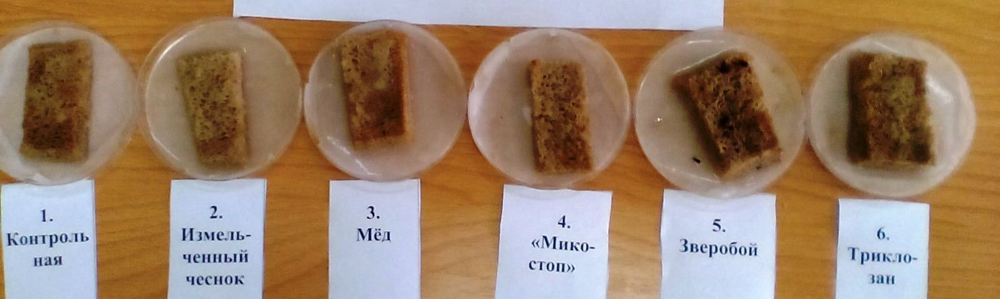 1.
Контроль
ная
2.
Измель-
ченный
чеснок
3.
Мёд
4.
«Мико-
стоп»
5.
Зверобой
6.
Трикло-
зан